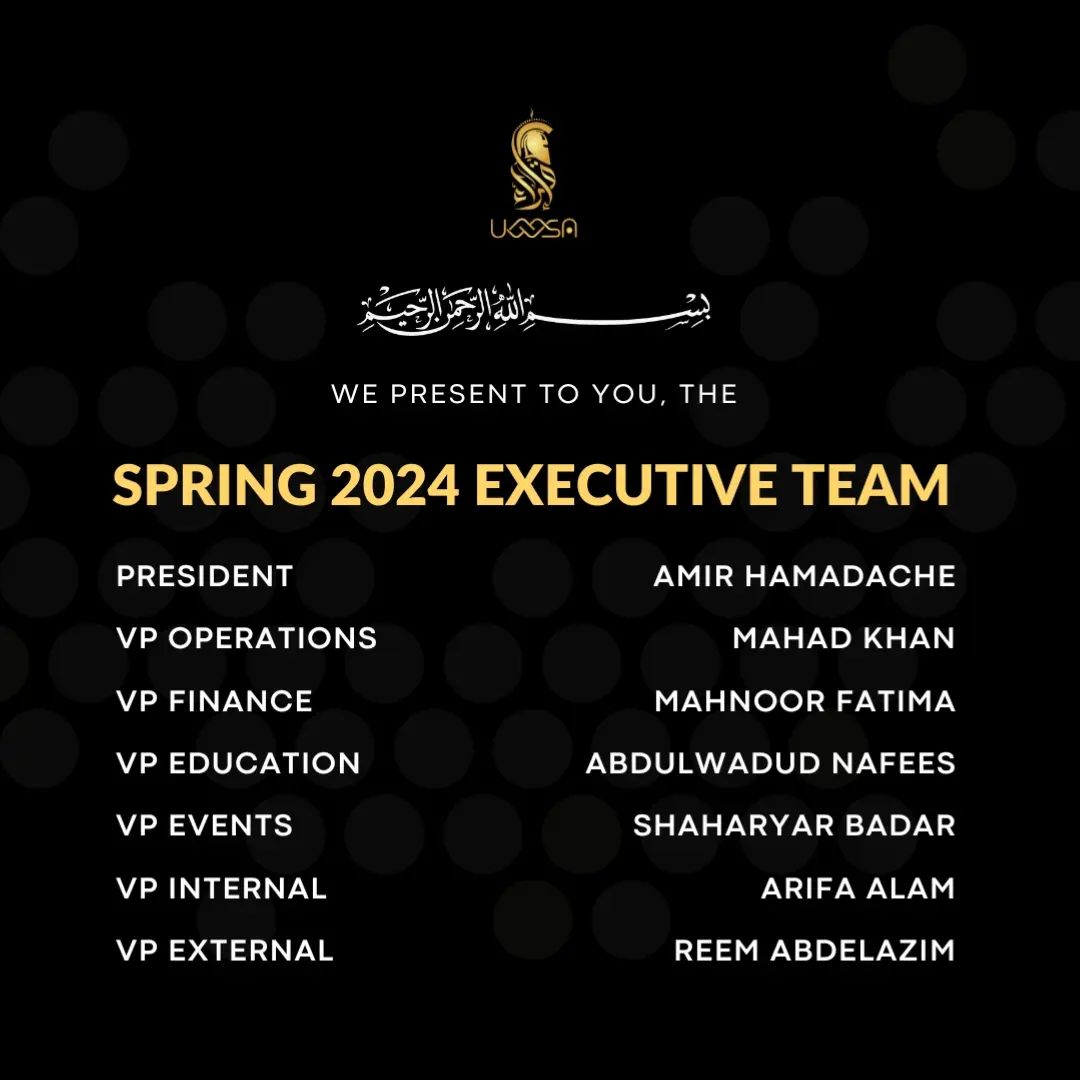 بسم الله الرحمن الرحيم
WE PRESENT TO YOU, THE
SPRING 2024 EXECUTIVE TEAM
PRESIDENT AMIR HAMADACHE
VP OPERATIONS MAHAD KHAN
VP FINANCE MAHNOOR FATIMA
VP EDUCATION ABDULWADUD NAFEES
VP EVENTS SHAHARYAR BADAR
VP INTERNAL ARIFA ALAM
VP EXTERNAL REEM ABDELAZIM